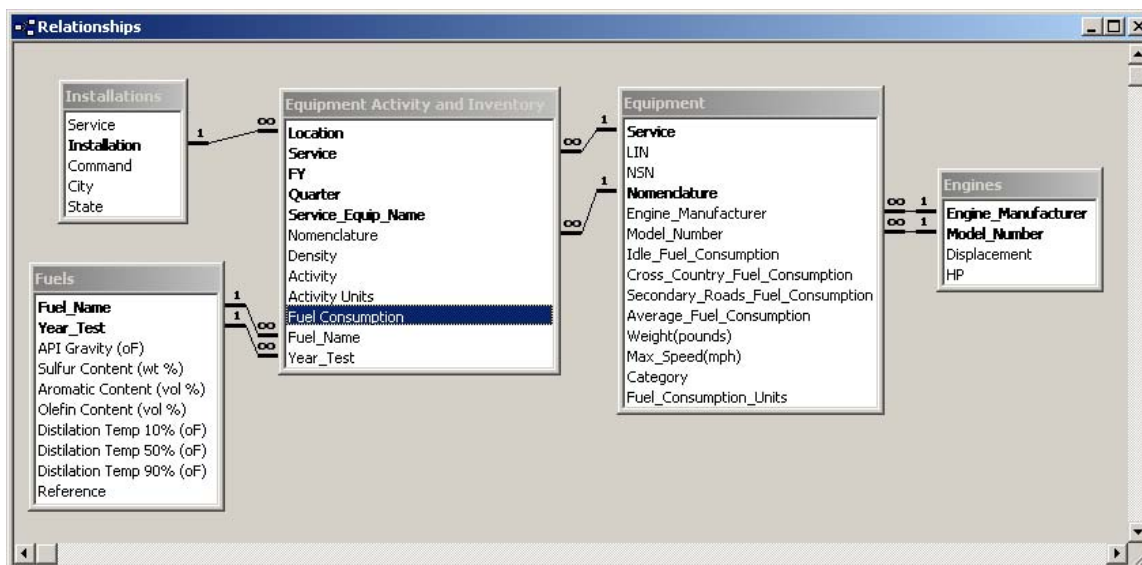 Relationships
Installations
Service
Installation
Command
City
State
1
∞
Fuels
Fuel_Name
Year_Test
API Gravity (oF)
Sulfur Content (wt %)
Aromatic Content (vol %)
Olefin Content (vol %)
Distilation Temp 10% (oF)
Distilation Temp 50% (oF)
Distilation Temp 90% (oF)
Reference
1
1
∞
∞
Equipment Activity and Inventory
Location
Service
FY
Quarter
Service_Equip_Name
Nomenclature
Density
Activity
Activity Units
Fuel Consumption
Fuel_Name
Year_Test
∞
1
∞
1
Equipment
Service
LIN
NSN
Nomenclature
Engine_Manufacturer
Model_Number
Idle_Fuel_Consumption
Cross_Country_Fuel_Consumption
Secondary_Roads_Fuel_Consumption
Average_Fuel_Consumption
Weight(pounds)
Max_Speed(mph)
Category
Fuel_Consumption_Units
∞ 1
∞ 1
Engines
Engine_Manufacturer
Model_Number
Displacement
HP